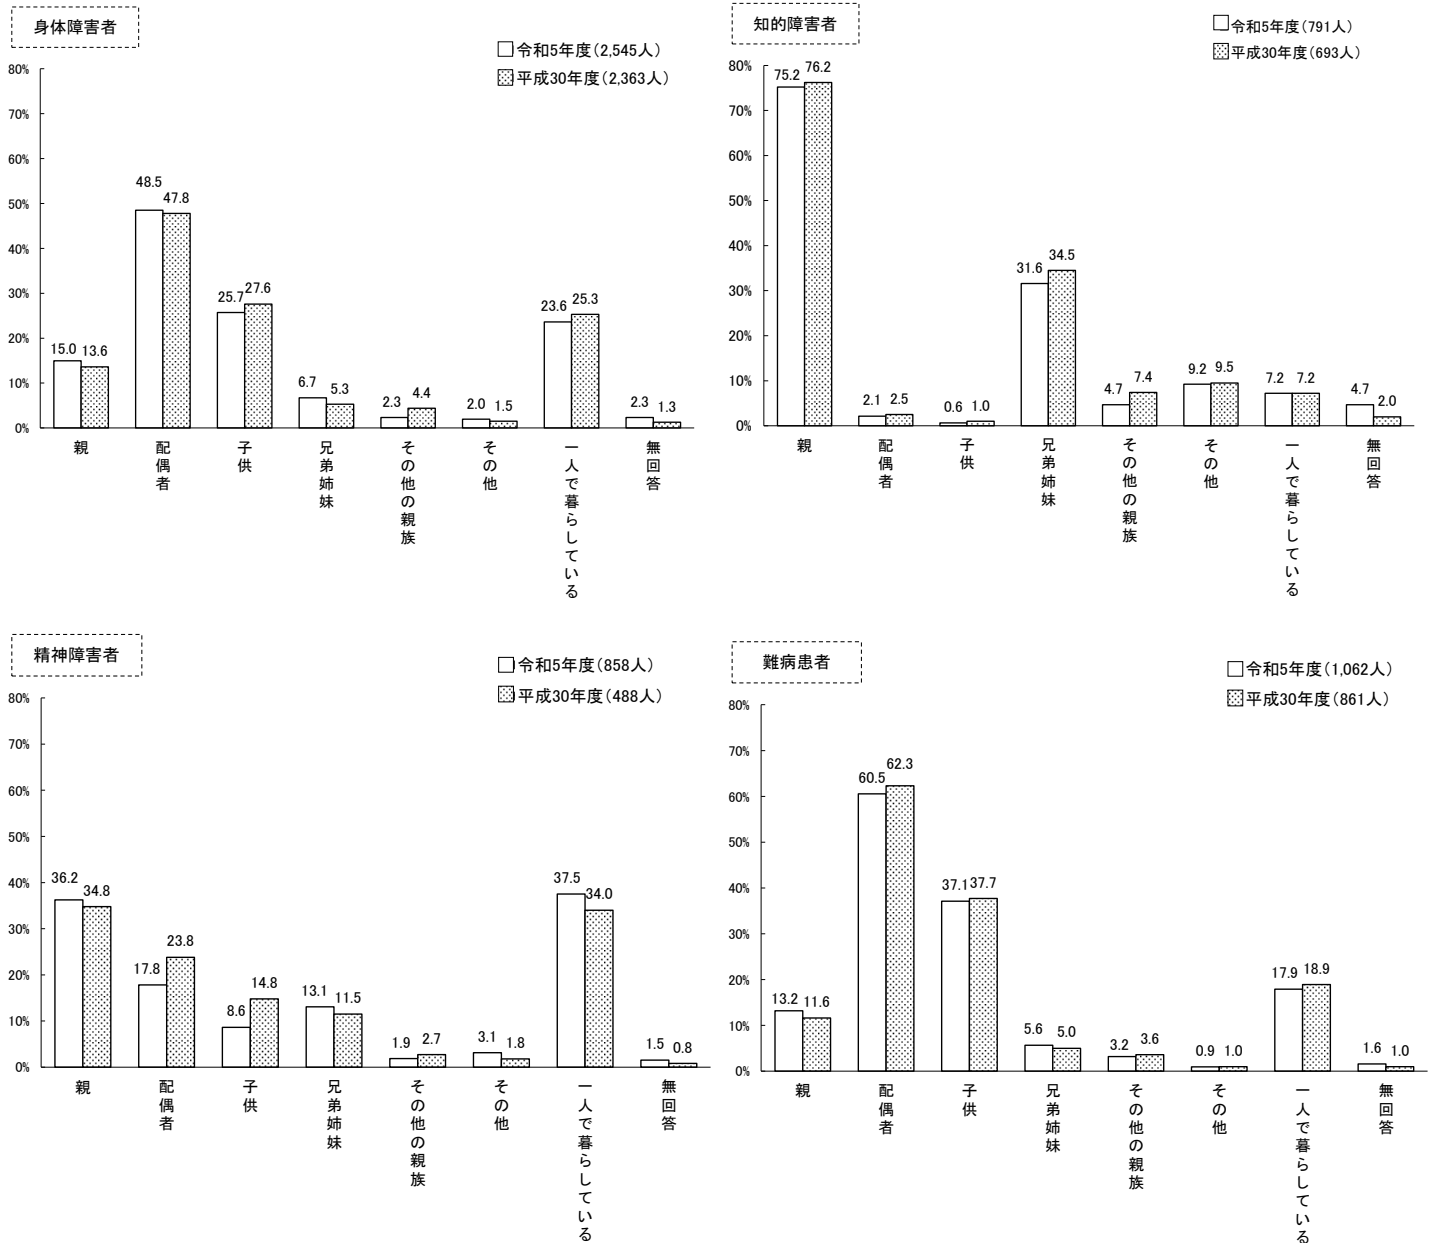 身体障害者
令和5年度(2,545人)
平成30年度(2,363人)
80%
70%
60%
50%
40%
30%
20%
10%
0%
15.0 13.6
48.5 47.8
25.7 27.6
6.7 5.3
2.3 4.4
2.0 1.5
23.6 25.3
2.3 1.3
親
配偶者
子供
兄弟姉妹
その他の親族
その他
一人で暮らしている
無回答
知的障害者
令和5年度(791人)
平成30年度(693人)
80%
70%
60%
50%
40%
30%
20%
10%
0%
75.2 76.2
2.1 2.5
0.6 1.0
31.6 34.5
4.7 7.4
9.2 9.5
7.2 7.2
4.7 2.0
親
配偶者
子供
兄弟姉妹
その他の親族
その他
一人で暮らしている
無回答
精神障害者
令和5年度(858人)
平成30年度(488人)
80%
70%
60%
50%
40%
30%
20%
10%
0%
36.2 34.8
17.8 23.8
8.6 14.8
13.1 11.5
1.9 2.7
3.1 1.8
37.5 34.0
1.5 0.8
親
配偶者
子供
兄弟姉妹
その他の親族
その他
一人で暮らしている
無回答
難病患者
令和5年度(1,062人)
平成30年度(861人)
80%
70%
60%
50%
40%
30%
20%
10%
0%
13.2 11.6
60.5 62.3
37.1 37.7
5.6 5.0
3.2 3.6
0.9 1.0
17.9 18.9
1.6 1.0
親
配偶者
子供
兄弟姉妹
その他の親族
その他
一人で暮らしている
無回答